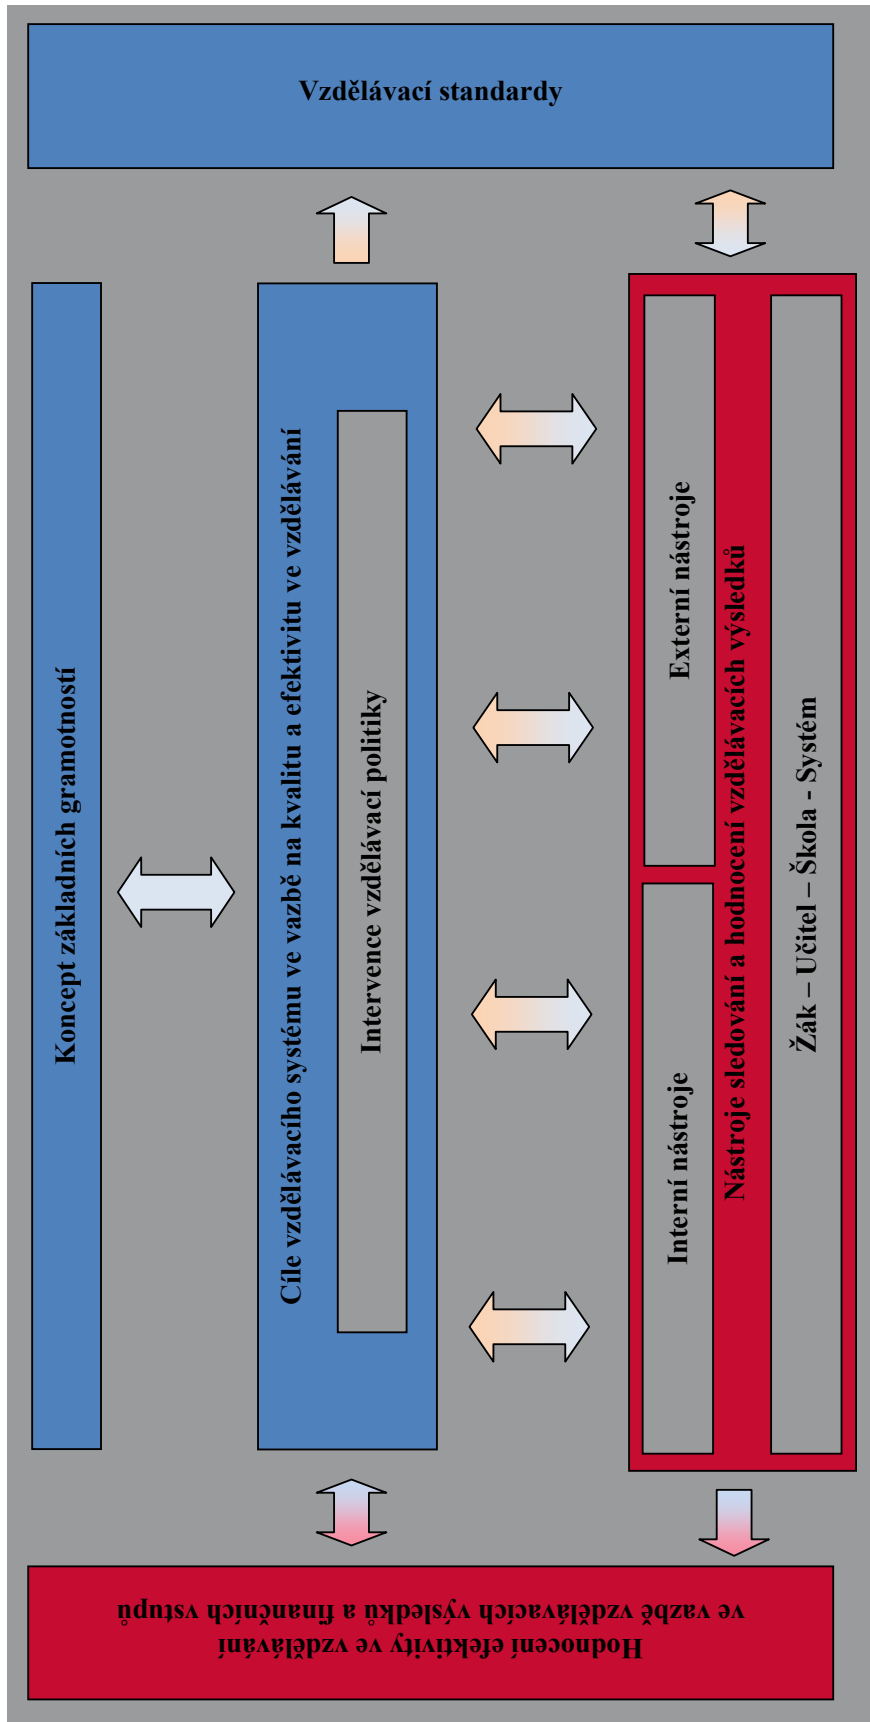 Vzdělávací standardy
Koncept základních gramotností
Cíle vzdělávacího systému ve vazbě na kvalitu a efektivitu ve vzdělávání
Intervence vzdělávací politiky
Externí nástroje
Interní nástroje
Nástroje sledování a hodnocení vzdělávacích výsledků
Žák – Učitel – Škola - Systém
Hodnocení efektivity ve vzdělávání
ve vazbě vzdělávacích výsledků a finančních vstupů